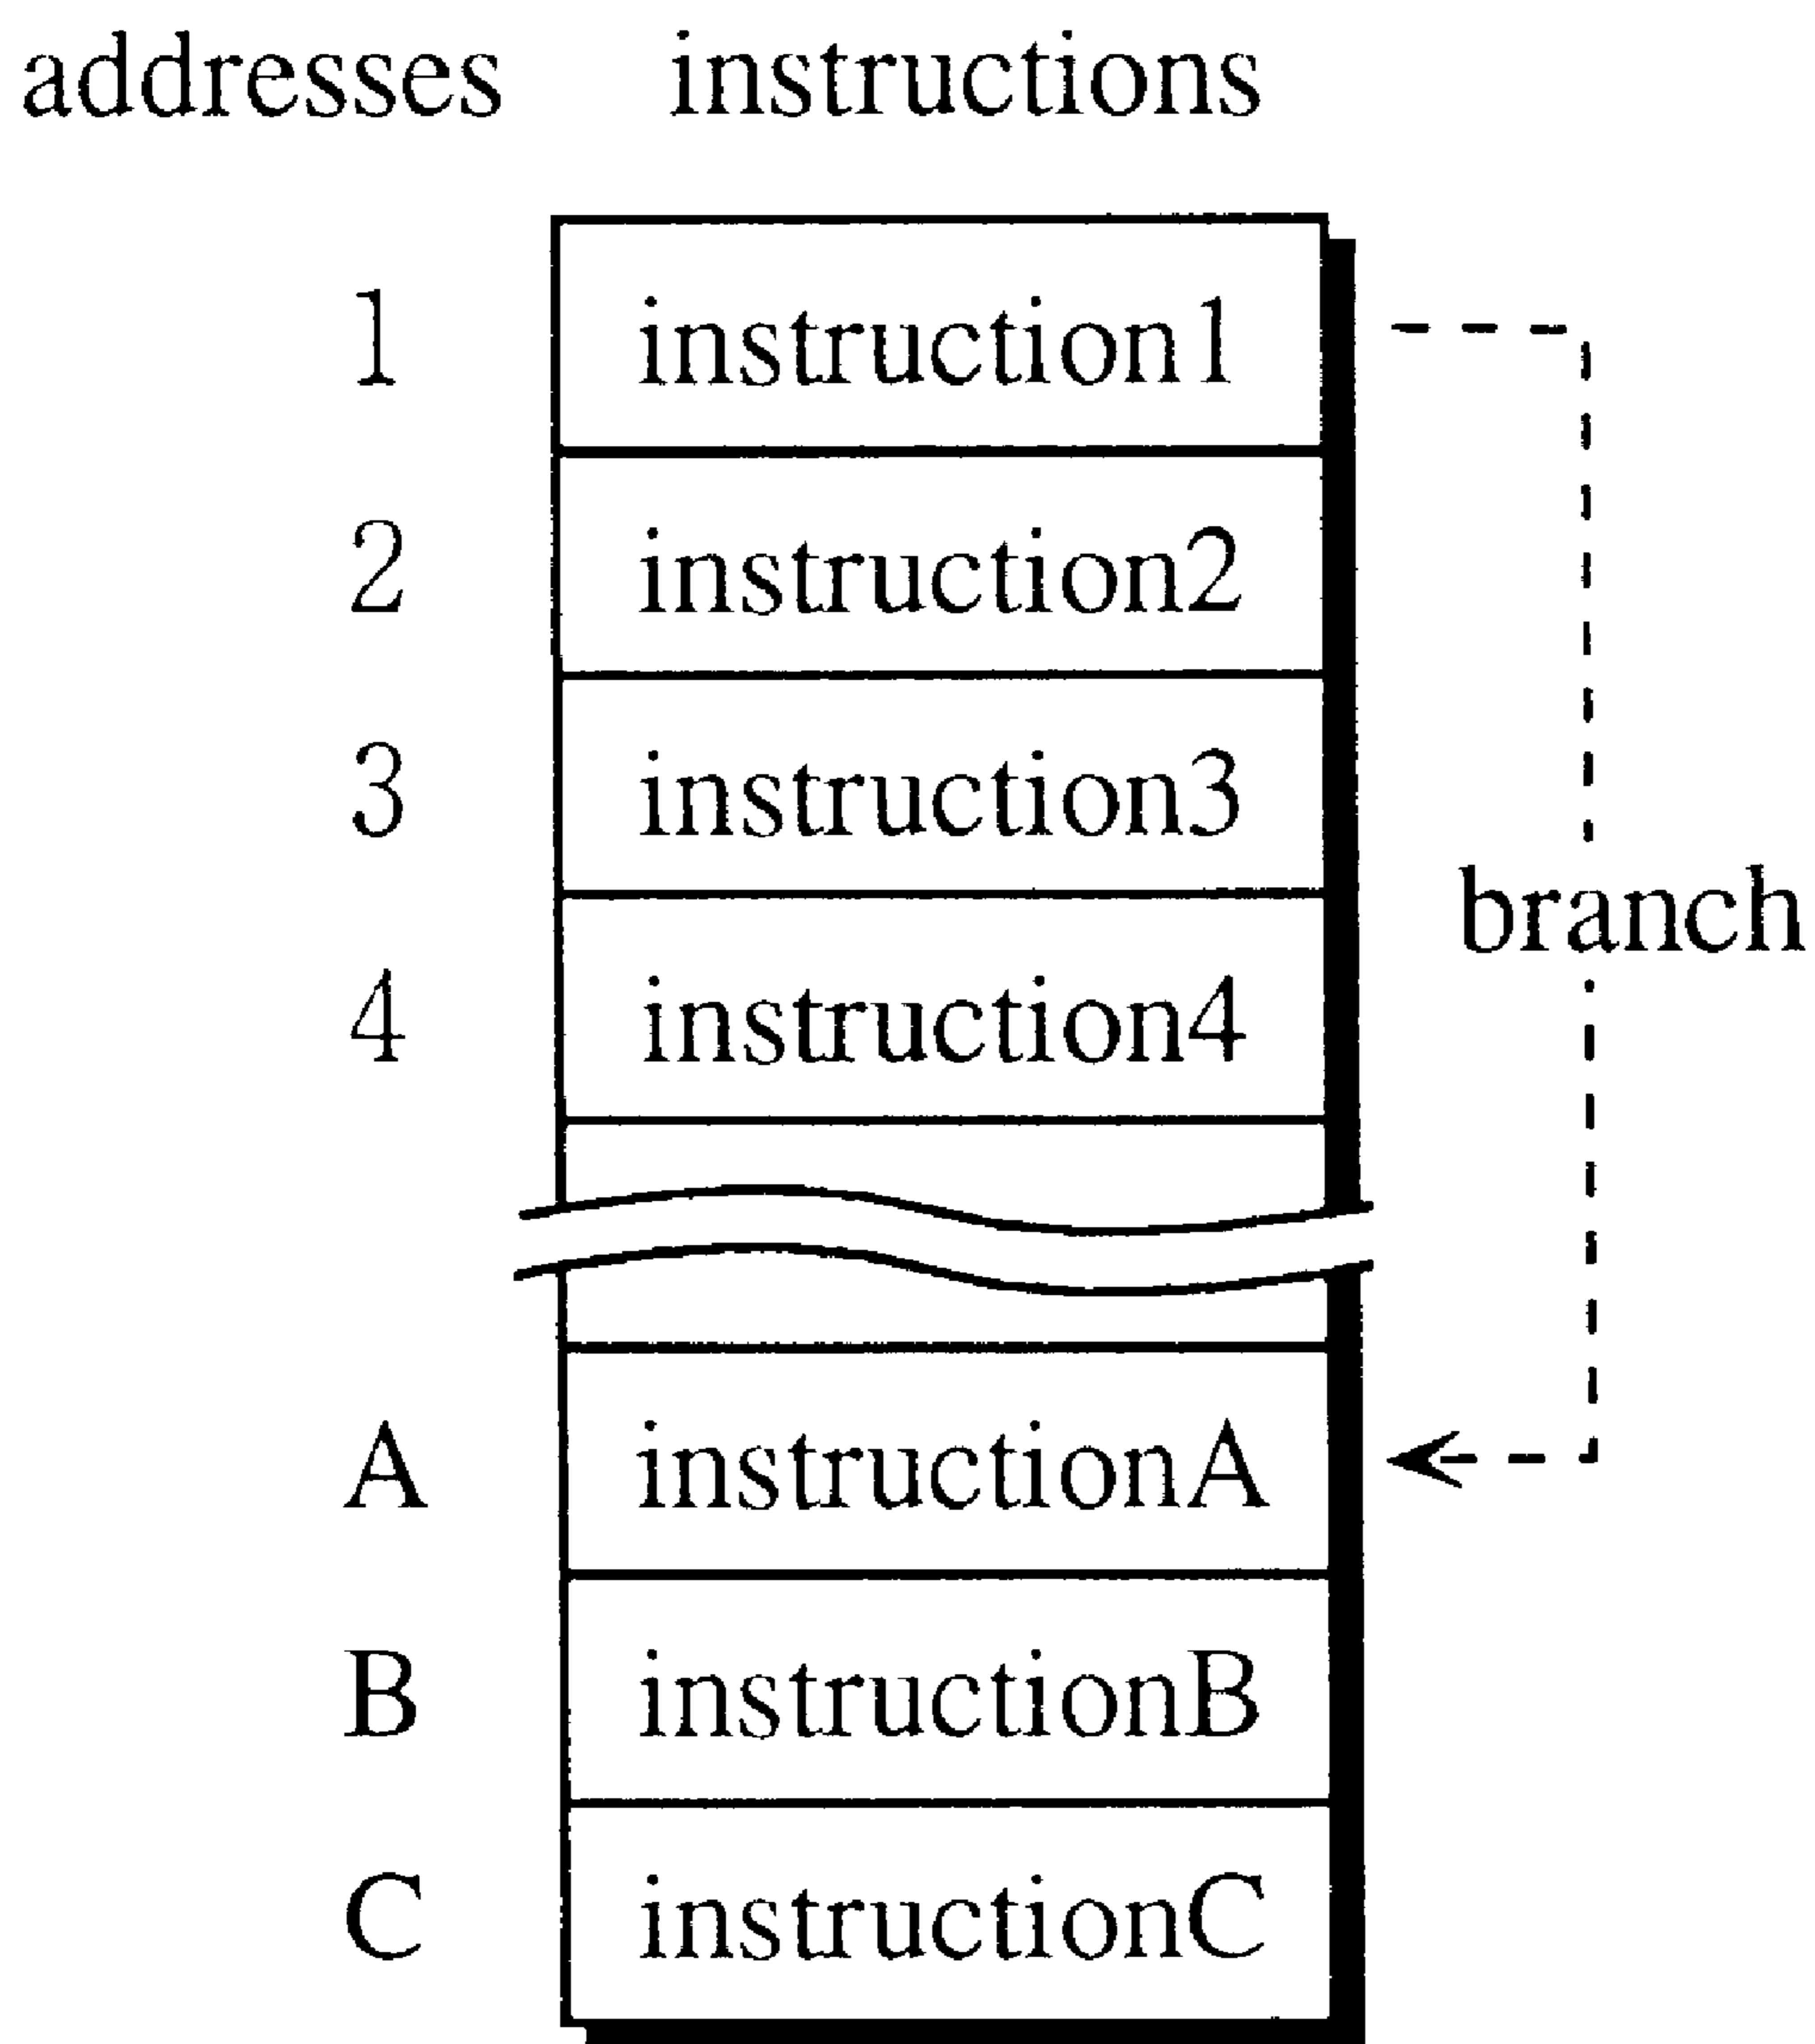 addresses instructions
1 instruction1
2 instruction2
3 instruction3
branch
4 instruction4
A instructionA
B instructionB
C instructionC